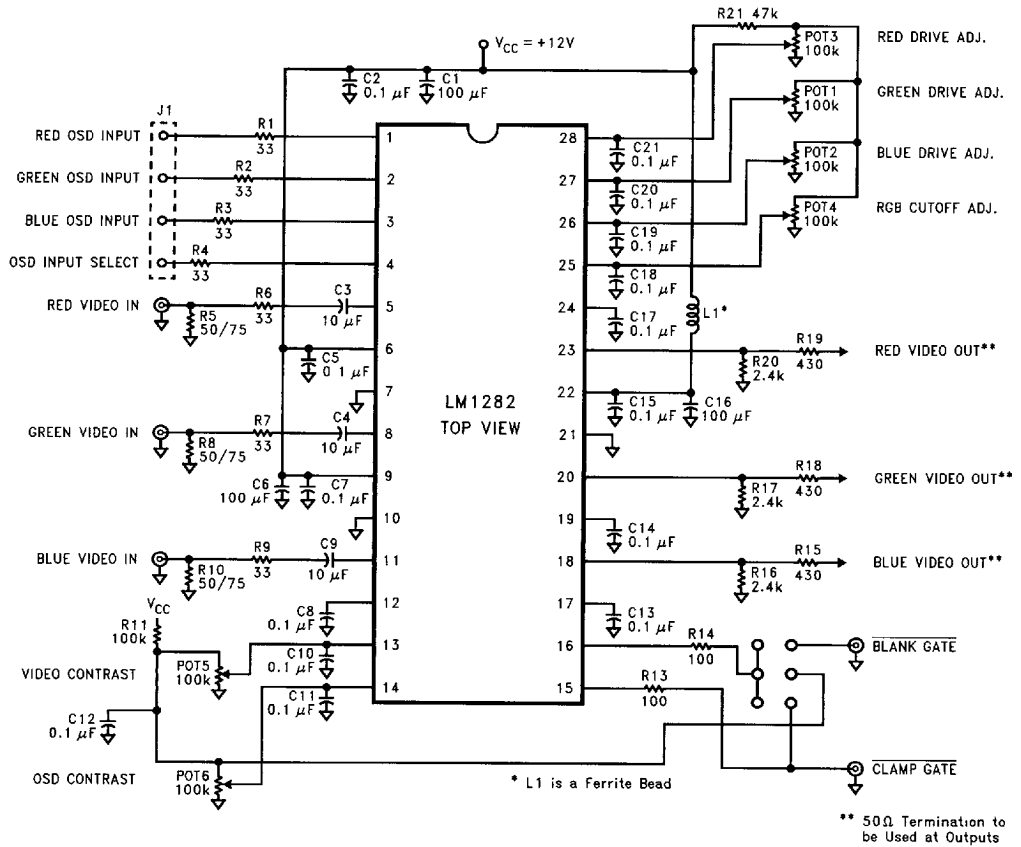 R21 47k
VCC = +12V
POT3
100k
RED DRIVE ADJ.
C2
0.1 µF
C1
100 µF
J1
POT1
100k
GREEN DRIVE ADJ.
RED OSD INPUT
R1
33
1
28
C21
0.1 µF
POT2
100k
BLUE DRIVE ADJ.
GREEN OSD INPUT
R2
33
2
27
C20
0.1 µF
POT4
100k
RGB CUTOFF ADJ.
BLUE OSD INPUT
R3
33
3
26
C19
0.1 µF
OSD INPUT SELECT
R4
33
4
25
C18
0.1 µF
RED VIDEO IN
R5
50/75
R6
33
C3
10 µF
5
24
C17
0.1 µF
L1*
C5
0.1 µF
6
23
R20
2.4k
R19
430
RED VIDEO OUT**
7
LM1282
TOP VIEW
22
C15
0.1 µF
C16
100 µF
GREEN VIDEO IN
R8
50/75
R7
33
C4
10 µF
8
21
C6
100 µF
C7
0.1 µF
9
20
R17
2.4k
R18
430
GREEN VIDEO OUT**
10
19
C14
0.1 µF
BLUE VIDEO IN
R10
50/75
R9
33
C9
10 µF
11
18
R16
2.4k
R15
430
BLUE VIDEO OUT**
C8
0.1 µF
12
17
C13
0.1 µF
VCC
R11
100k
VIDEO CONTRAST
POT5
100k
C10
0.1 µF
13
16
R14
100
BLANK GATE
C11
0.1 µF
14
15
R13
100
C12
0.1 µF
OSD CONTRAST
POT6
100k
* L1 is a Ferrite Bead
CLAMP GATE
** 50Ω Termination to
be Used at Outputs